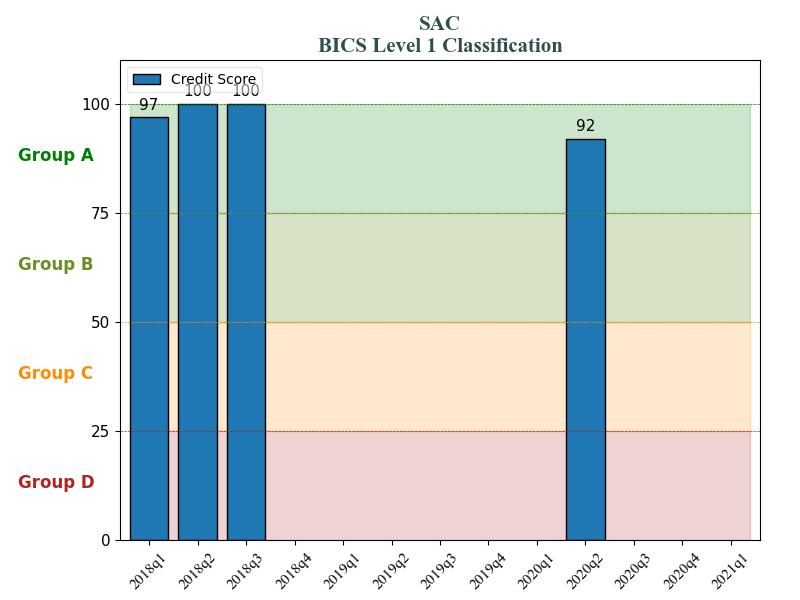 SAC
BICS Level 1 Classification
Credit Score
97
100
100
92
100
75
50
25
0
Group A
Group B
Group C
Group D
2018q1
2018q2
2018q3
2018q4
2019q1
2019q2
2019q3
2019q4
2020q1
2020q2
2020q3
2020q4
2021q1